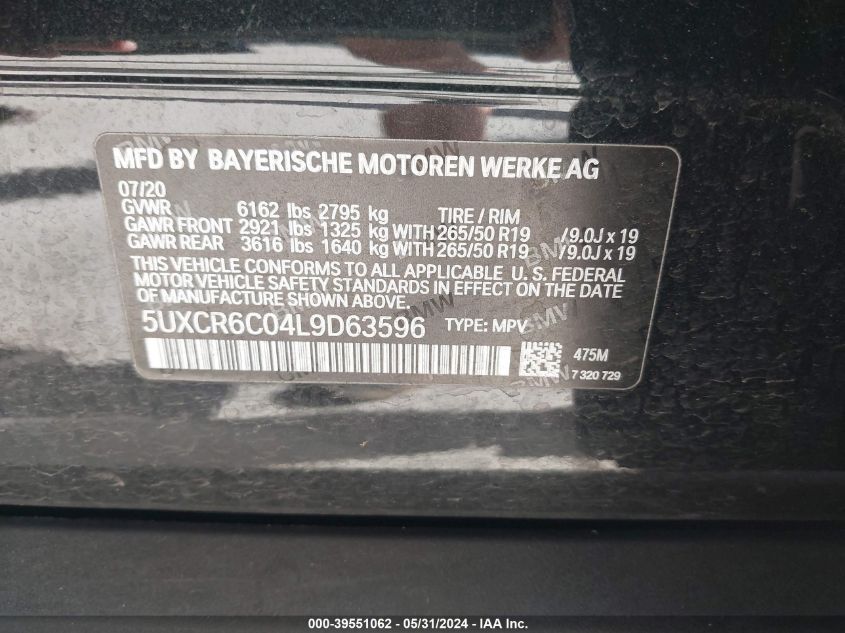 MFD BY BAYERISCHE MOTOREN WERKE AG
07/20
GVWR 6162 lbs 2795 kg TIRE / RIM
GAWR FRONT 2921 lbs 1325 kg WITH 265/50 R19 /9.0J x 19
GAWR REAR 3616 lbs 1640 kg WITH 265/50 R19 /9.0J x 19
THIS VEHICLE CONFORMS TO ALL APPLICABLE U. S. FEDERAL
MOTOR VEHICLE SAFETY STANDARDS IN EFFECT ON THE DATE
OF MANUFACTURE SHOWN ABOVE.
5UXCR6C04L9D63596 TYPE: MPV
475M
7 320 729
000-39551062 - 05/31/2024 - IAA Inc.